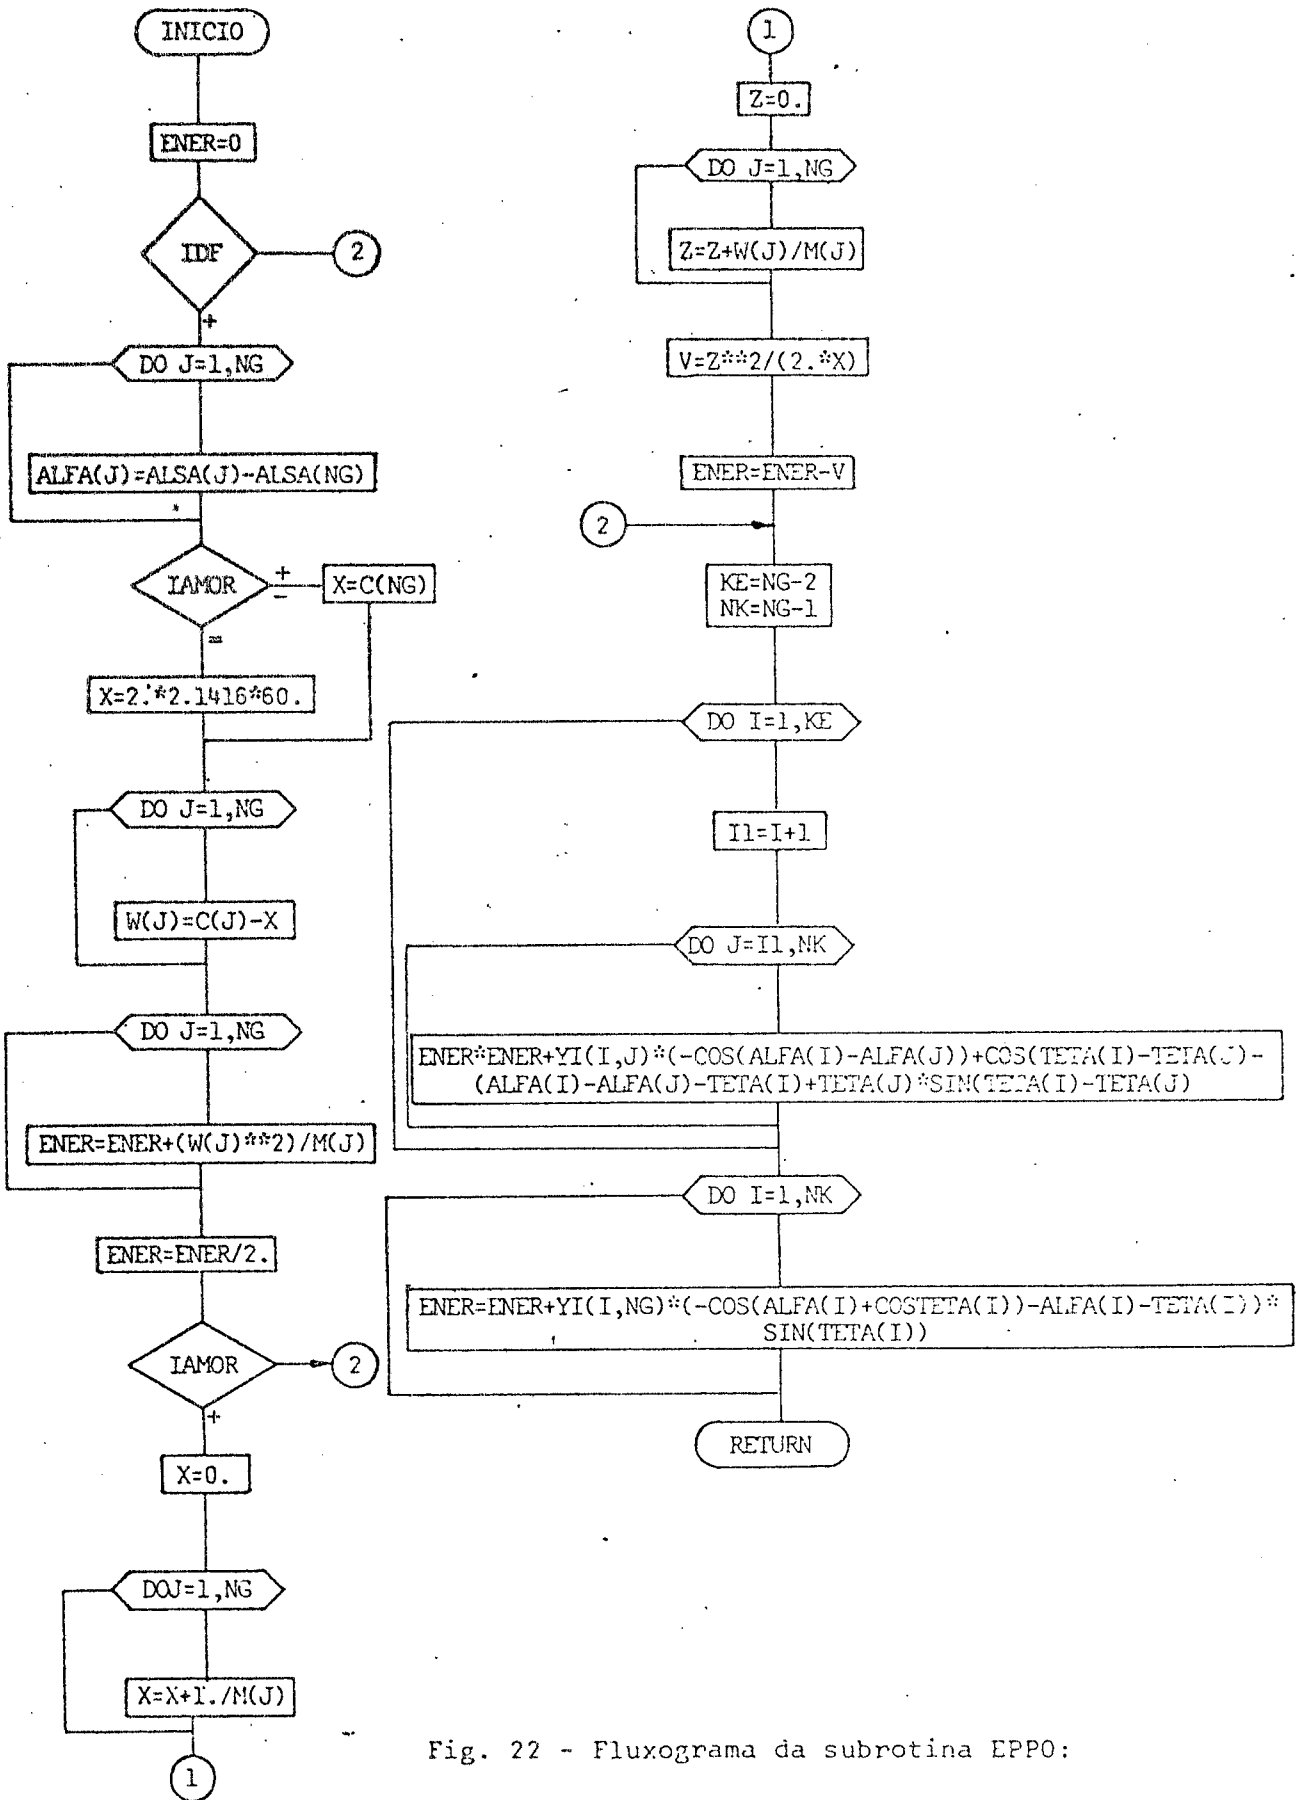 INICIO
ENER=0
IDF
2
+
DO J=1,NG
ALFA(J)=ALSA(J)-ALSA(NG)
IAMOR
+
-
X=C(NG)
=
X=2.*2.1416*60.
DO J=1,NG
W(J)=C(J)-X
DO J=1,NG
ENER=ENER+(W(J)**2)/M(J)
ENER=ENER/2.
IAMOR
2
+
X=0.
DOJ=1,NG
X=X+1./M(J)
1
1
Z=0.
DO J=1,NG
Z=Z+W(J)/M(J)
V=Z**2/(2.*X)
ENER=ENER-V
2
KE=NG-2
NK=NG-1
DO I=1,KE
I1=I+1
DO J=I1,NK
ENER*ENER+YI(I,J)*(-COS(ALFA(I)-ALFA(J))+COS(TETA(I)-TETA(J)-
(ALFA(I)-ALFA(J)-TETA(I)+TETA(J)*SIN(TETA(I)-TETA(J)
DO I=1,NK
ENER=ENER+YI(I,NG)*(-COS(ALFA(I)+COSTETA(I))-ALFA(I)-TETA(I))*
SIN(TETA(I))
RETURN
Fig. 22 - Fluxograma da subrotina EPPO: